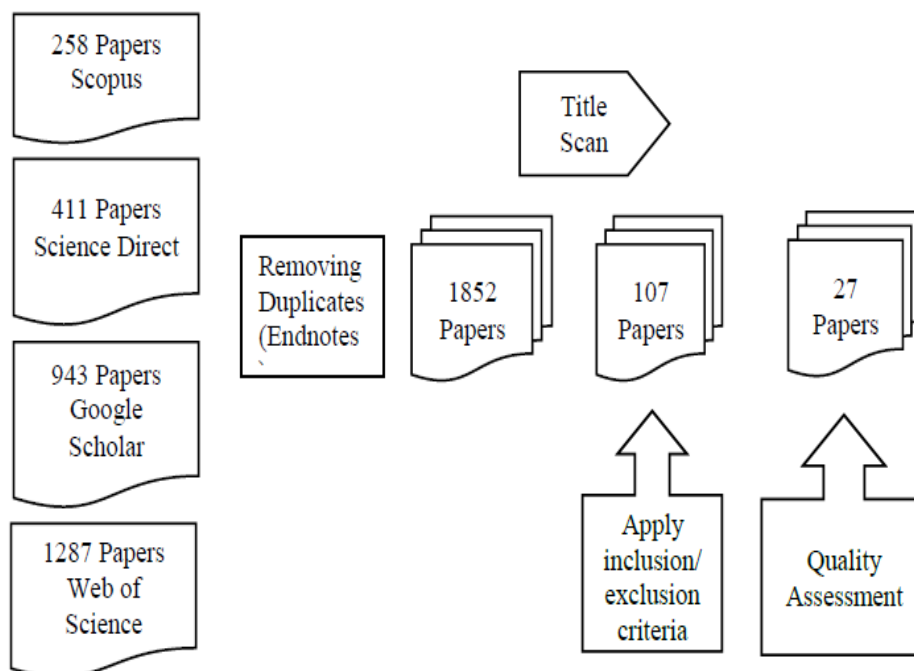 258 Papers
Scopus
411 Papers
Science Direct
943 Papers
Google
Scholar
1287 Papers
Web of
Science
Removing
Duplicates
(Endnotes
Title
Scan
1852
Papers
107
Papers
27
Papers
Apply
inclusion/
exclusion
criteria
Quality
Assessment